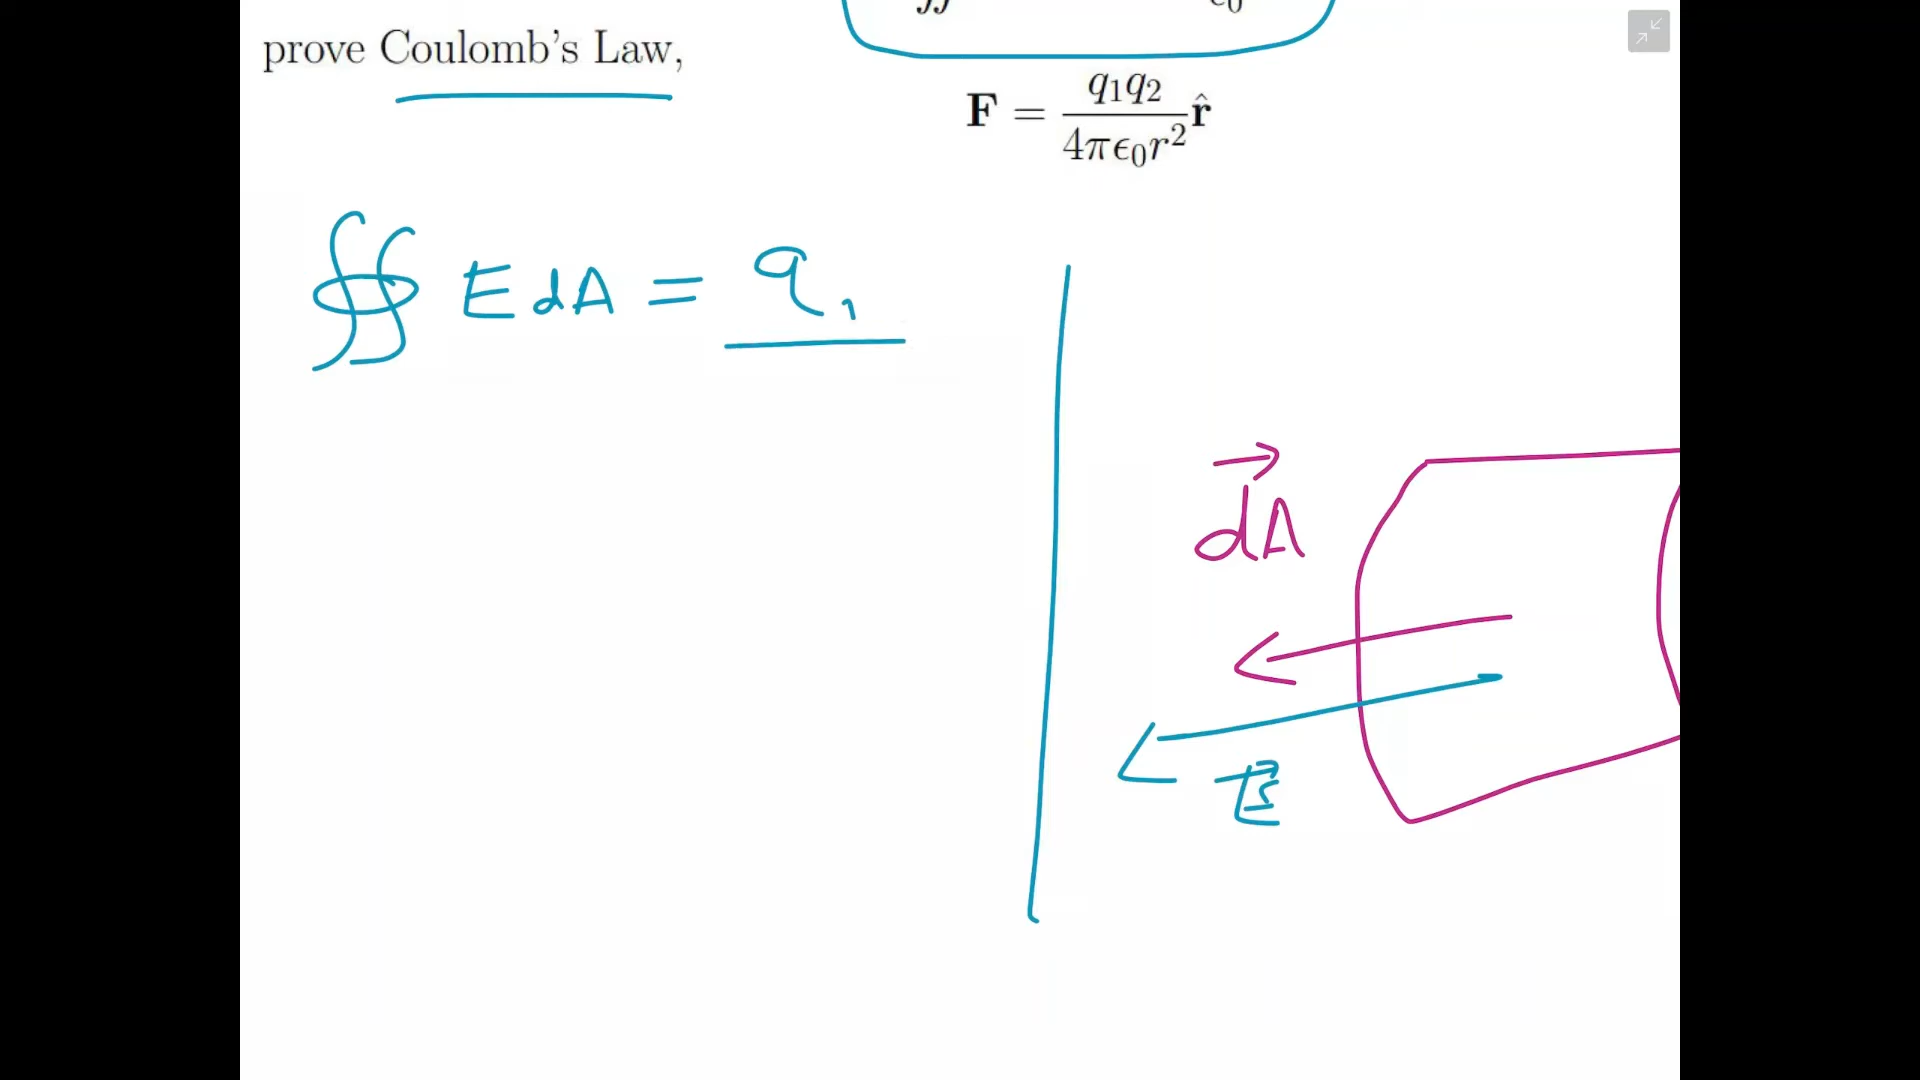 prove Coulomb's Law,
F = q₁q₂ / 4πϵ₀r² r̂
∯ E dA = q₁
dA⃗
E⃗